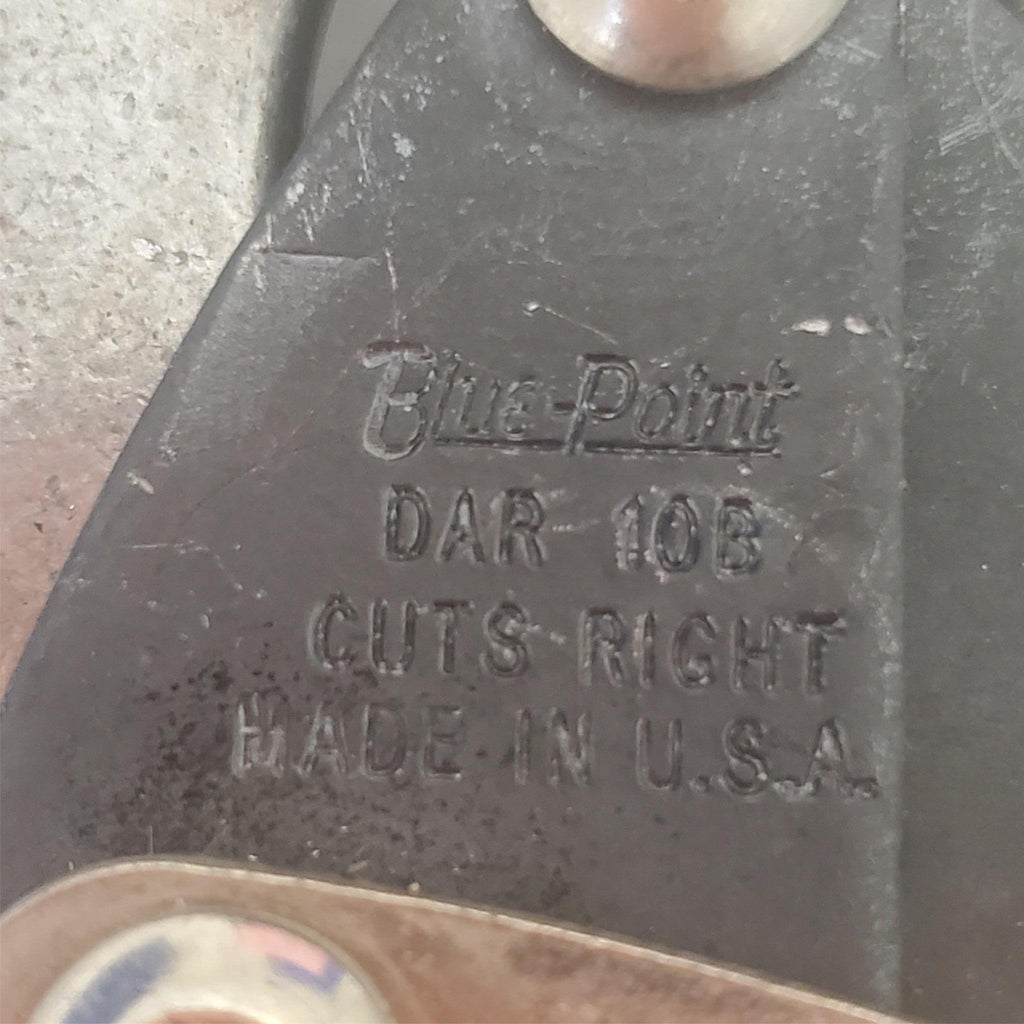 Blue-Point
DAR 10B
CUTS RIGHT
MADE IN U.S.A.